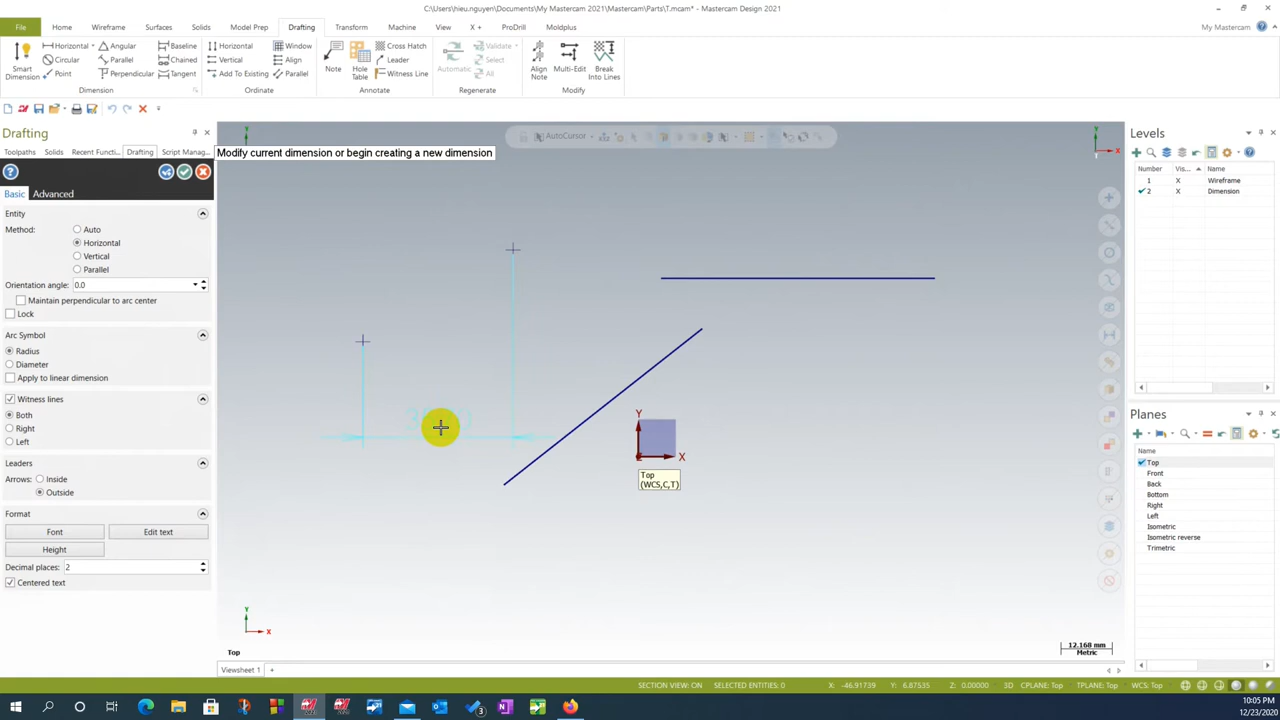 C:\Users\hieu.nguyen\Documents\My Mastercam 2021\Mastercam\Parts\T.mcam* - Mastercam Design 2021
File Home Wireframe Surfaces Solids Model Prep Drafting Transform Machine View X + ProDrill Moldplus My Mastercam
Smart Dimension
Horizontal Angular Baseline
Circular Parallel Chained
Point Perpendicular Tangent
Dimension
Horizontal Window
Vertical Align
Add To Existing Parallel
Ordinate
Note Hole Table
Cross Hatch
Leader
Witness Line
Annotate
Automatic
Validate
Select
All
Regenerate
Align Note Multi-Edit Break Into Lines
Modify
Drafting
Toolpaths Solids Recent Functi... Drafting Script Manag...
Modify current dimension or begin creating a new dimension
AutoCursor
Basic Advanced
Entity
Method: Auto
Horizontal
Vertical
Parallel
Orientation angle: 0.0
Maintain perpendicular to arc center
Lock
Arc Symbol
Radius
Diameter
Apply to linear dimension
Witness lines
Both
Right
Left
Leaders
Arrows: Inside
Outside
Format
Font Edit text
Height
Decimal places: 2
Centered text
Y
X
Top
(WCS,C,T)
Y
X
Top
12.168 mm
Metric
Viewsheet 1 +
Levels
Number Vis... Name
1 X Wireframe
2 X Dimension
Planes
Name
Top
Front
Back
Bottom
Right
Left
Isometric
Isometric reverse
Trimetric
SECTION VIEW: ON SELECTED ENTITIES: 0 X: -46.91739 Y: 6.87535 Z: 0.00000 3D CPLANE: Top TPLANE: Top WCS: Top
10:05 PM
12/23/2020